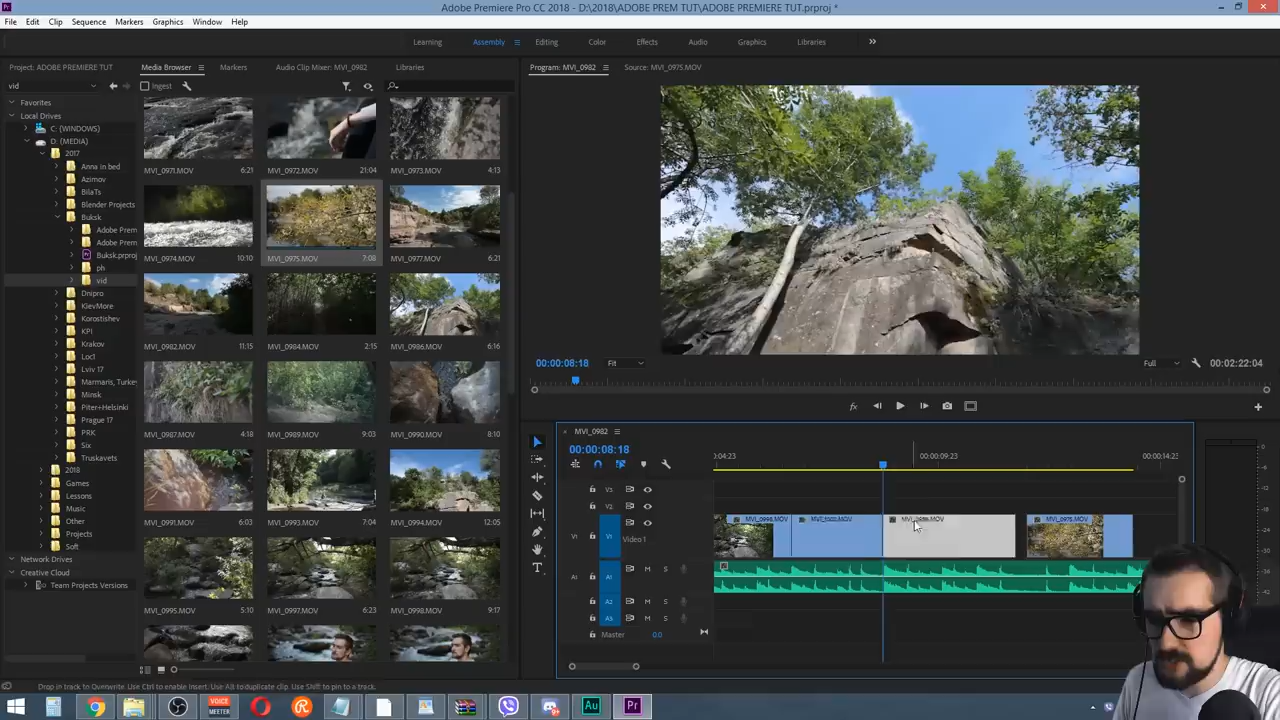 Adobe Premiere Pro CC 2018 - D:\2018\ADOBE PREM TUT\ADOBE PREMIERE TUT.prproj *
File Edit Clip Sequence Markers Graphics Window Help
Learning Assembly Editing Color Effects Audio Graphics Libraries
Project: ADOBE PREMIERE TUT Media Browser Markers Audio Clip Mixer: MVI_0982 Libraries
vid Ingest
Favorites
Local Drives
C: (WINDOWS)
D: (MEDIA)
2017
Anna in bed
Azimov
BilaTs
Blender Projects
Buksk
Adobe Prem
Adobe Prem
Buksk.prproj
ph
vid
Dnipro
KievMore
Korostishev
KPI
Krakov
Loc1
Lviv 17
Marmaris, Turkey
Minsk
Piter+Helsinki
Prague 17
PRK
Six
Truskavets
2018
Games
Lessons
Music
Other
Projects
Soft
Network Drives
Creative Cloud
Team Projects Versions
MVI_0971.MOV 6:21 MVI_0972.MOV 21:04 MVI_0973.MOV 4:13
MVI_0974.MOV 10:10 MVI_0975.MOV 7:08 MVI_0977.MOV 6:21
MVI_0982.MOV 11:15 MVI_0984.MOV 2:15 MVI_0986.MOV 6:16
MVI_0987.MOV 4:18 MVI_0989.MOV 9:03 MVI_0990.MOV 8:10
MVI_0991.MOV 6:03 MVI_0993.MOV 7:04 MVI_0994.MOV 12:05
MVI_0995.MOV 5:10 MVI_0997.MOV 6:23 MVI_0998.MOV 9:17
Program: MVI_0982 Source: MVI_0975.MOV
00:00:08:18 Fit Full 00:02:22:04
MVI_0982
00:00:08:18
:04:23 00:00:09:23 00:00:14:23
V3
V2
V1 V1 Video 1
MVI_0975.MOV
A1 A1 M S
A2 M S
A3 M S
Master 0.0
Drop in track to Overwrite. Use Ctrl to enable Insert. Use Alt to duplicate clip. Use Shift to pin to a track.
VOICE MEETER
Au
Pr